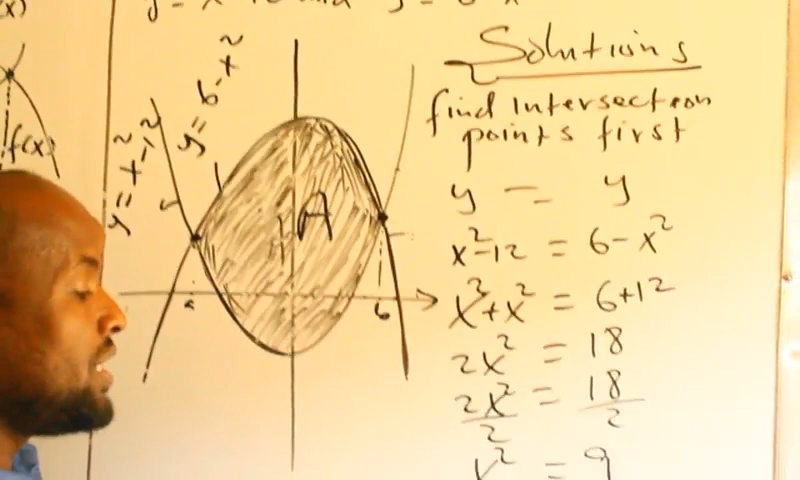 f(x)
y = x² - 12
y = 6 - x²
A
a
b
Solutions
find intersection
points first
y = y
x² - 12 = 6 - x²
x² + x² = 6 + 12
2x² = 18
2x²/2 = 18/2
x² = 9